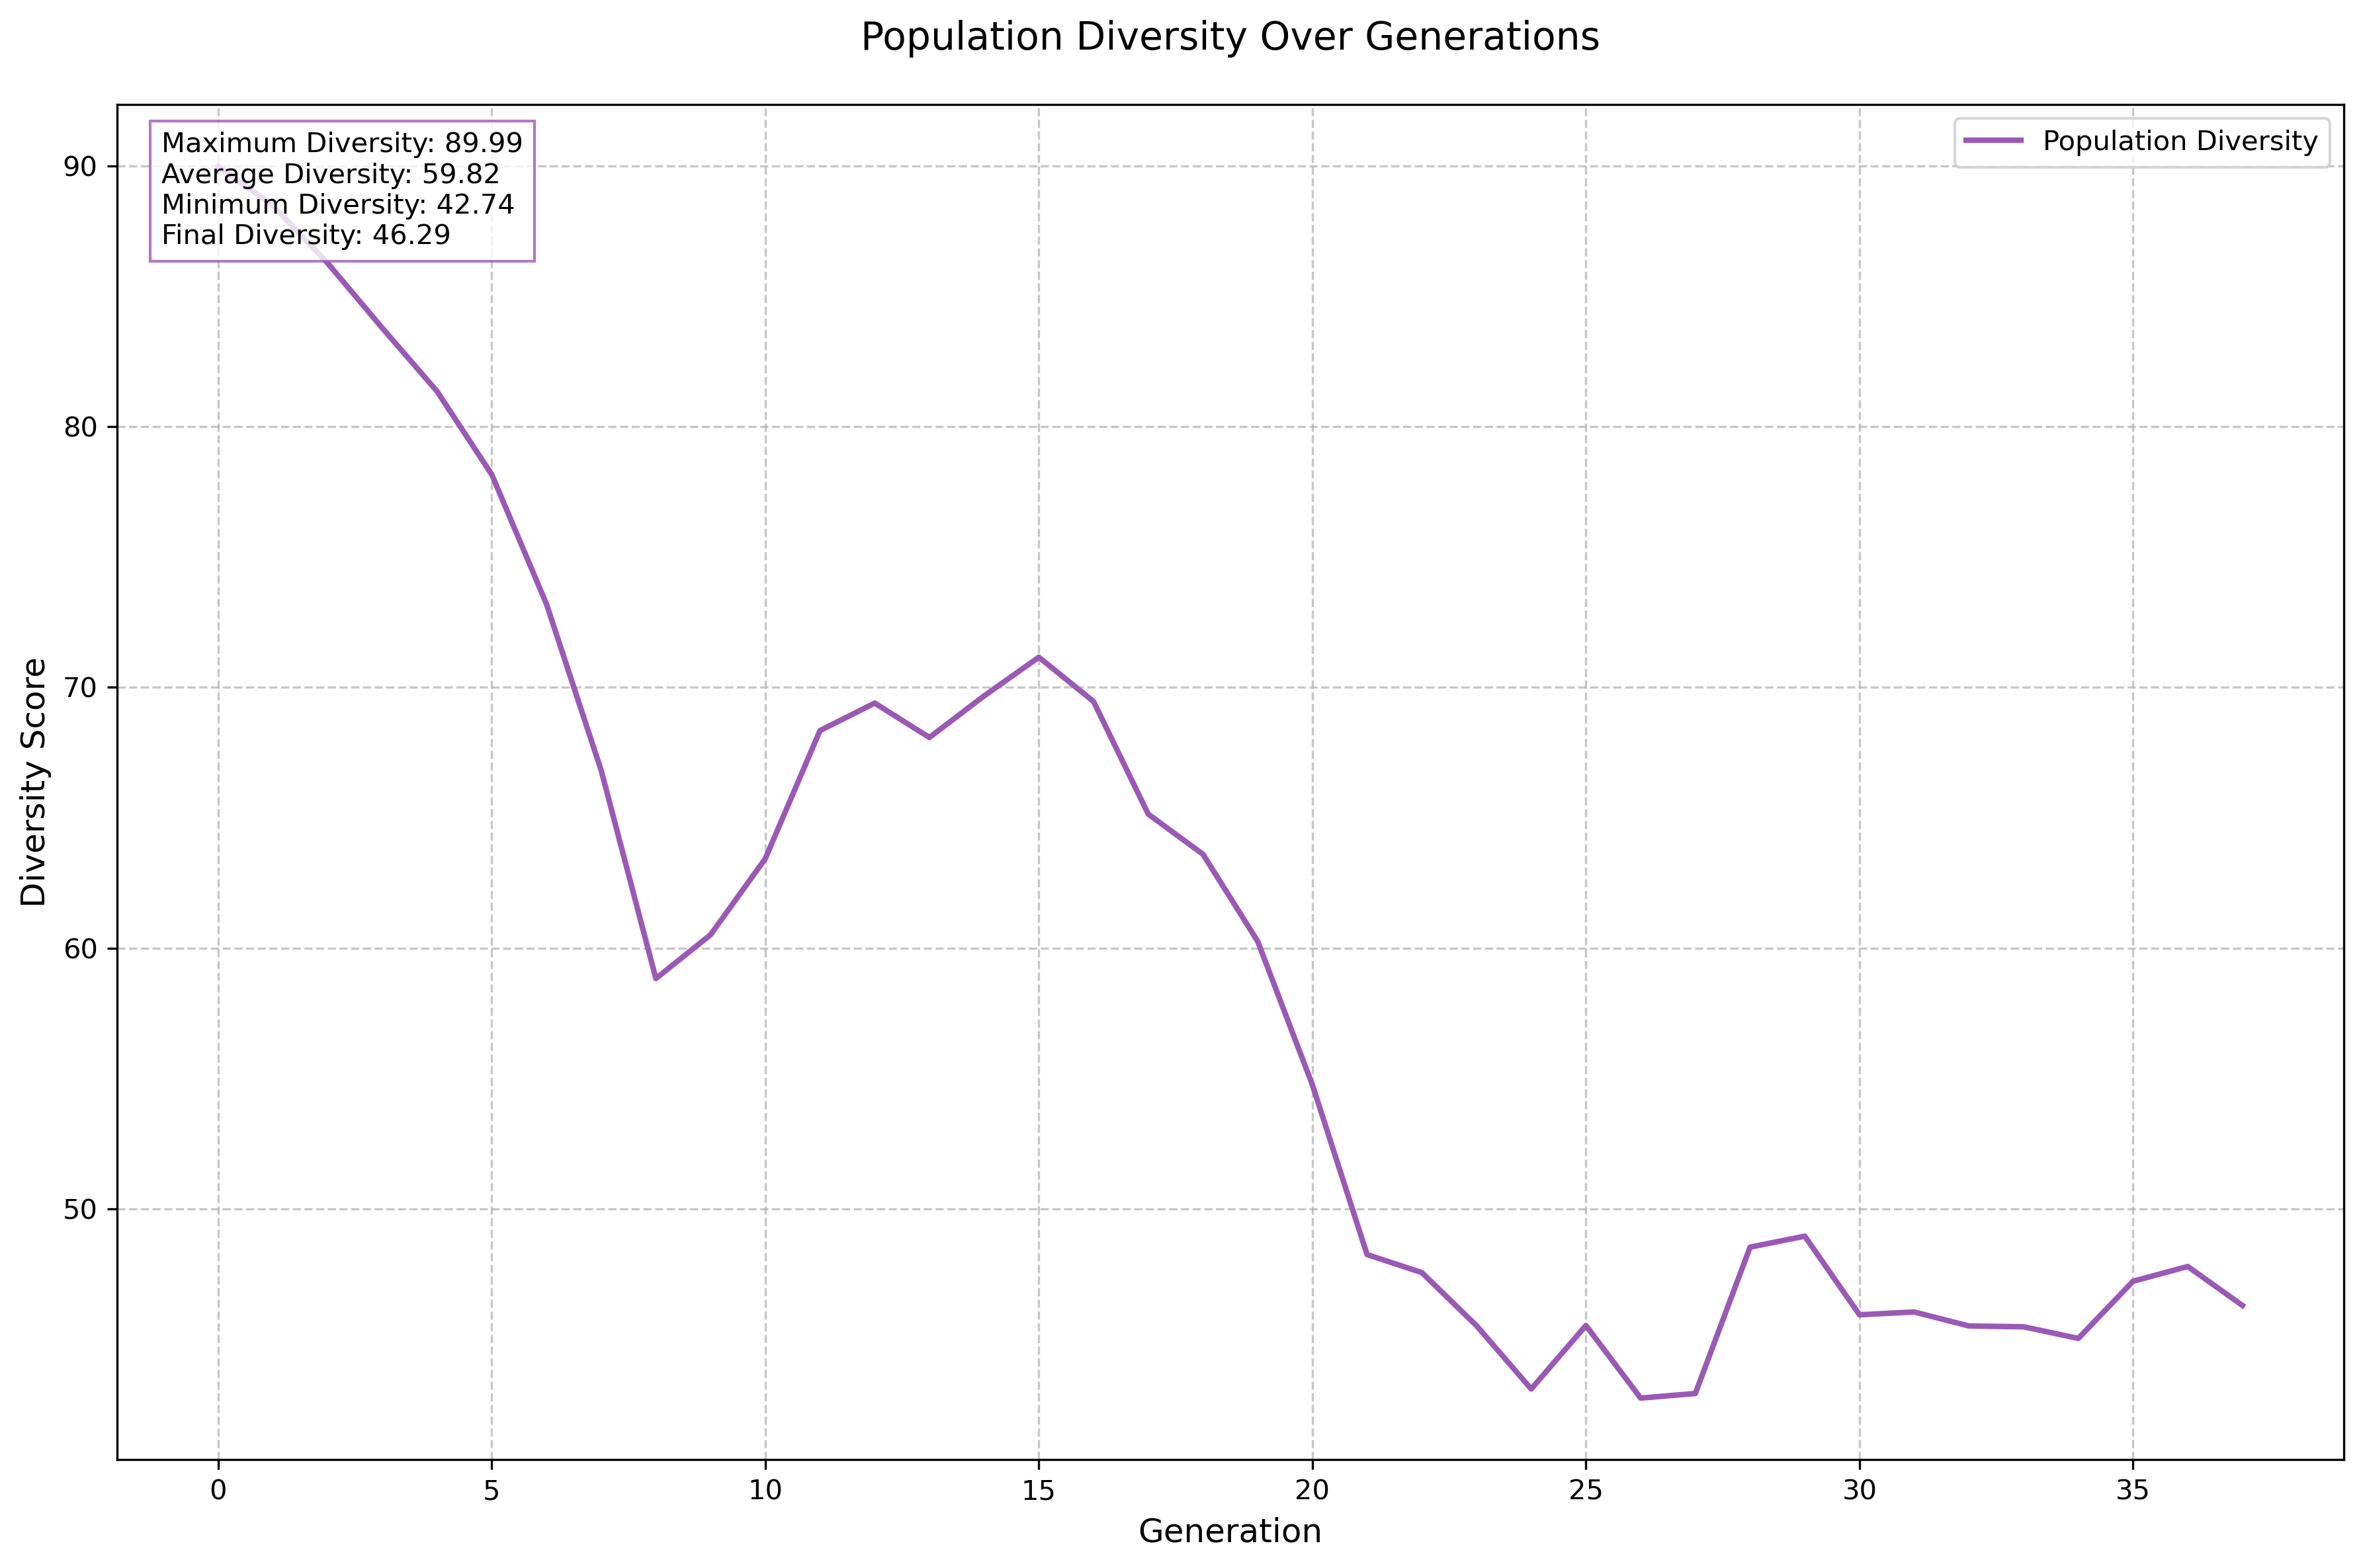 Population Diversity Over Generations
Maximum Diversity: 89.99
Average Diversity: 59.82
Minimum Diversity: 42.74
Final Diversity: 46.29
Population Diversity
90
80
70
60
50
Diversity Score
0 5 10 15 20 25 30 35
Generation